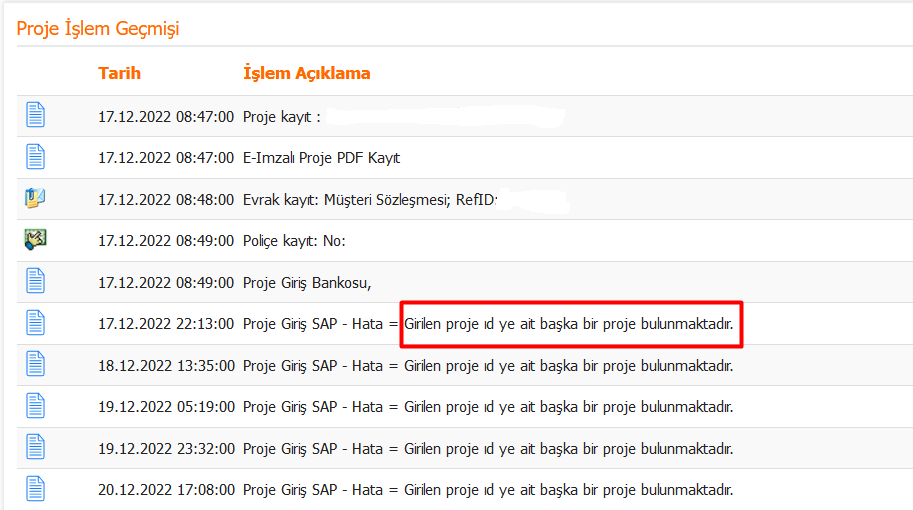 Proje İşlem Geçmişi
Tarih İşlem Açıklama
17.12.2022 08:47:00 Proje kayıt :
17.12.2022 08:47:00 E-Imzalı Proje PDF Kayıt
17.12.2022 08:48:00 Evrak kayıt: Müşteri Sözleşmesi; RefID:
17.12.2022 08:49:00 Poliçe kayıt: No:
17.12.2022 08:49:00 Proje Giriş Bankosu,
17.12.2022 22:13:00 Proje Giriş SAP - Hata = Girilen proje ıd ye ait başka bir proje bulunmaktadır.
18.12.2022 13:35:00 Proje Giriş SAP - Hata = Girilen proje ıd ye ait başka bir proje bulunmaktadır.
19.12.2022 05:19:00 Proje Giriş SAP - Hata = Girilen proje ıd ye ait başka bir proje bulunmaktadır.
19.12.2022 23:32:00 Proje Giriş SAP - Hata = Girilen proje ıd ye ait başka bir proje bulunmaktadır.
20.12.2022 17:08:00 Proje Giriş SAP - Hata = Girilen proje ıd ye ait başka bir proje bulunmaktadır.